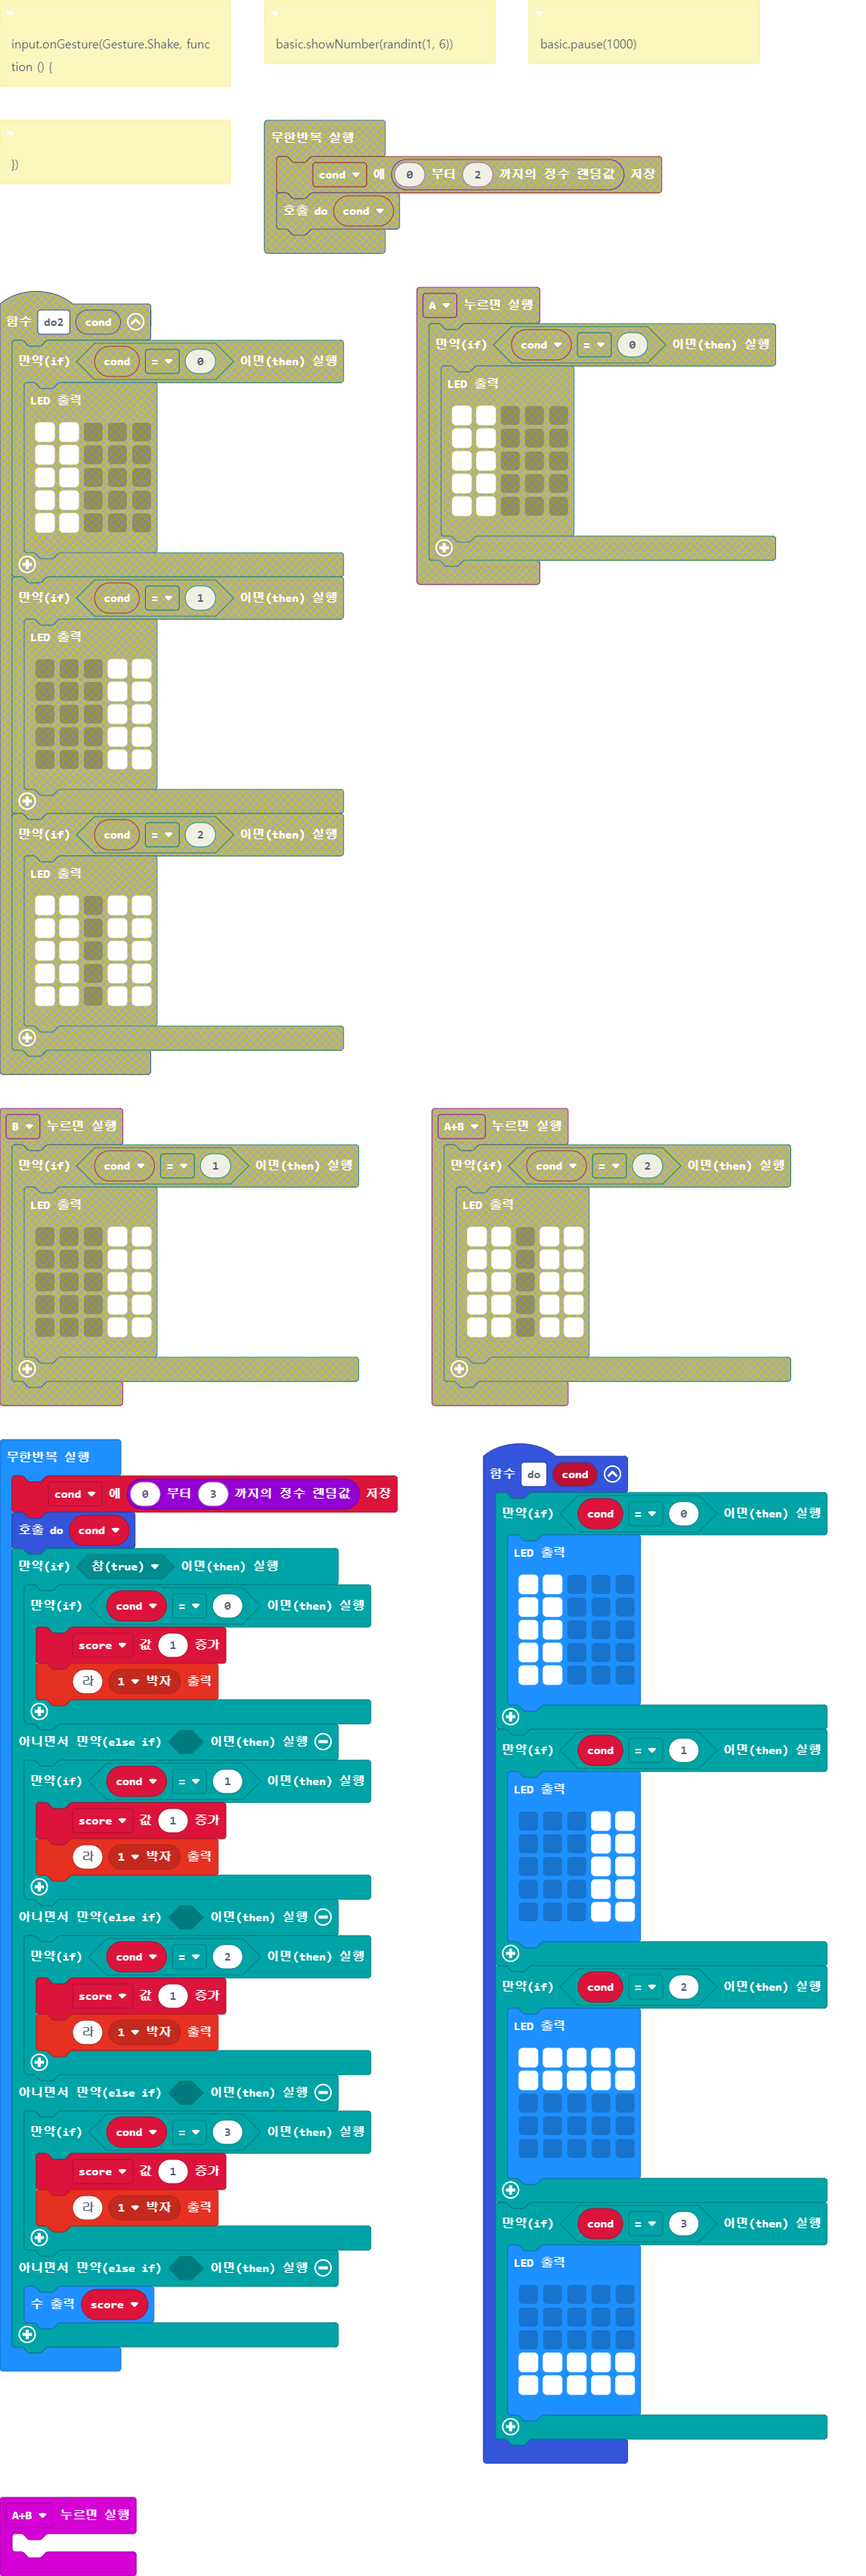 input.onGesture(Gesture.Shake, func
tion () {
basic.showNumber(randint(1, 6))
basic.pause(1000)
})
무한반복 실행
cond 에 0 부터 2 까지의 정수 랜덤값 저장
호출 do cond
함수 do2 cond
만약(if) cond = 0 이면(then) 실행
LED 출력
만약(if) cond = 1 이면(then) 실행
LED 출력
만약(if) cond = 2 이면(then) 실행
LED 출력
A 누르면 실행
만약(if) cond = 0 이면(then) 실행
LED 출력
B 누르면 실행
만약(if) cond = 1 이면(then) 실행
LED 출력
A+B 누르면 실행
만약(if) cond = 2 이면(then) 실행
LED 출력
무한반복 실행
cond 에 0 부터 3 까지의 정수 랜덤값 저장
호출 do cond
만약(if) 참(true) 이면(then) 실행
만약(if) cond = 0 이면(then) 실행
score 값 1 증가
라 1 박자 출력
아니면서 만약(else if) 이면(then) 실행
만약(if) cond = 1 이면(then) 실행
score 값 1 증가
라 1 박자 출력
아니면서 만약(else if) 이면(then) 실행
만약(if) cond = 2 이면(then) 실행
score 값 1 증가
라 1 박자 출력
아니면서 만약(else if) 이면(then) 실행
만약(if) cond = 3 이면(then) 실행
score 값 1 증가
라 1 박자 출력
아니면서 만약(else if) 이면(then) 실행
수 출력 score
함수 do cond
만약(if) cond = 0 이면(then) 실행
LED 출력
만약(if) cond = 1 이면(then) 실행
LED 출력
만약(if) cond = 2 이면(then) 실행
LED 출력
만약(if) cond = 3 이면(then) 실행
LED 출력
A+B 누르면 실행